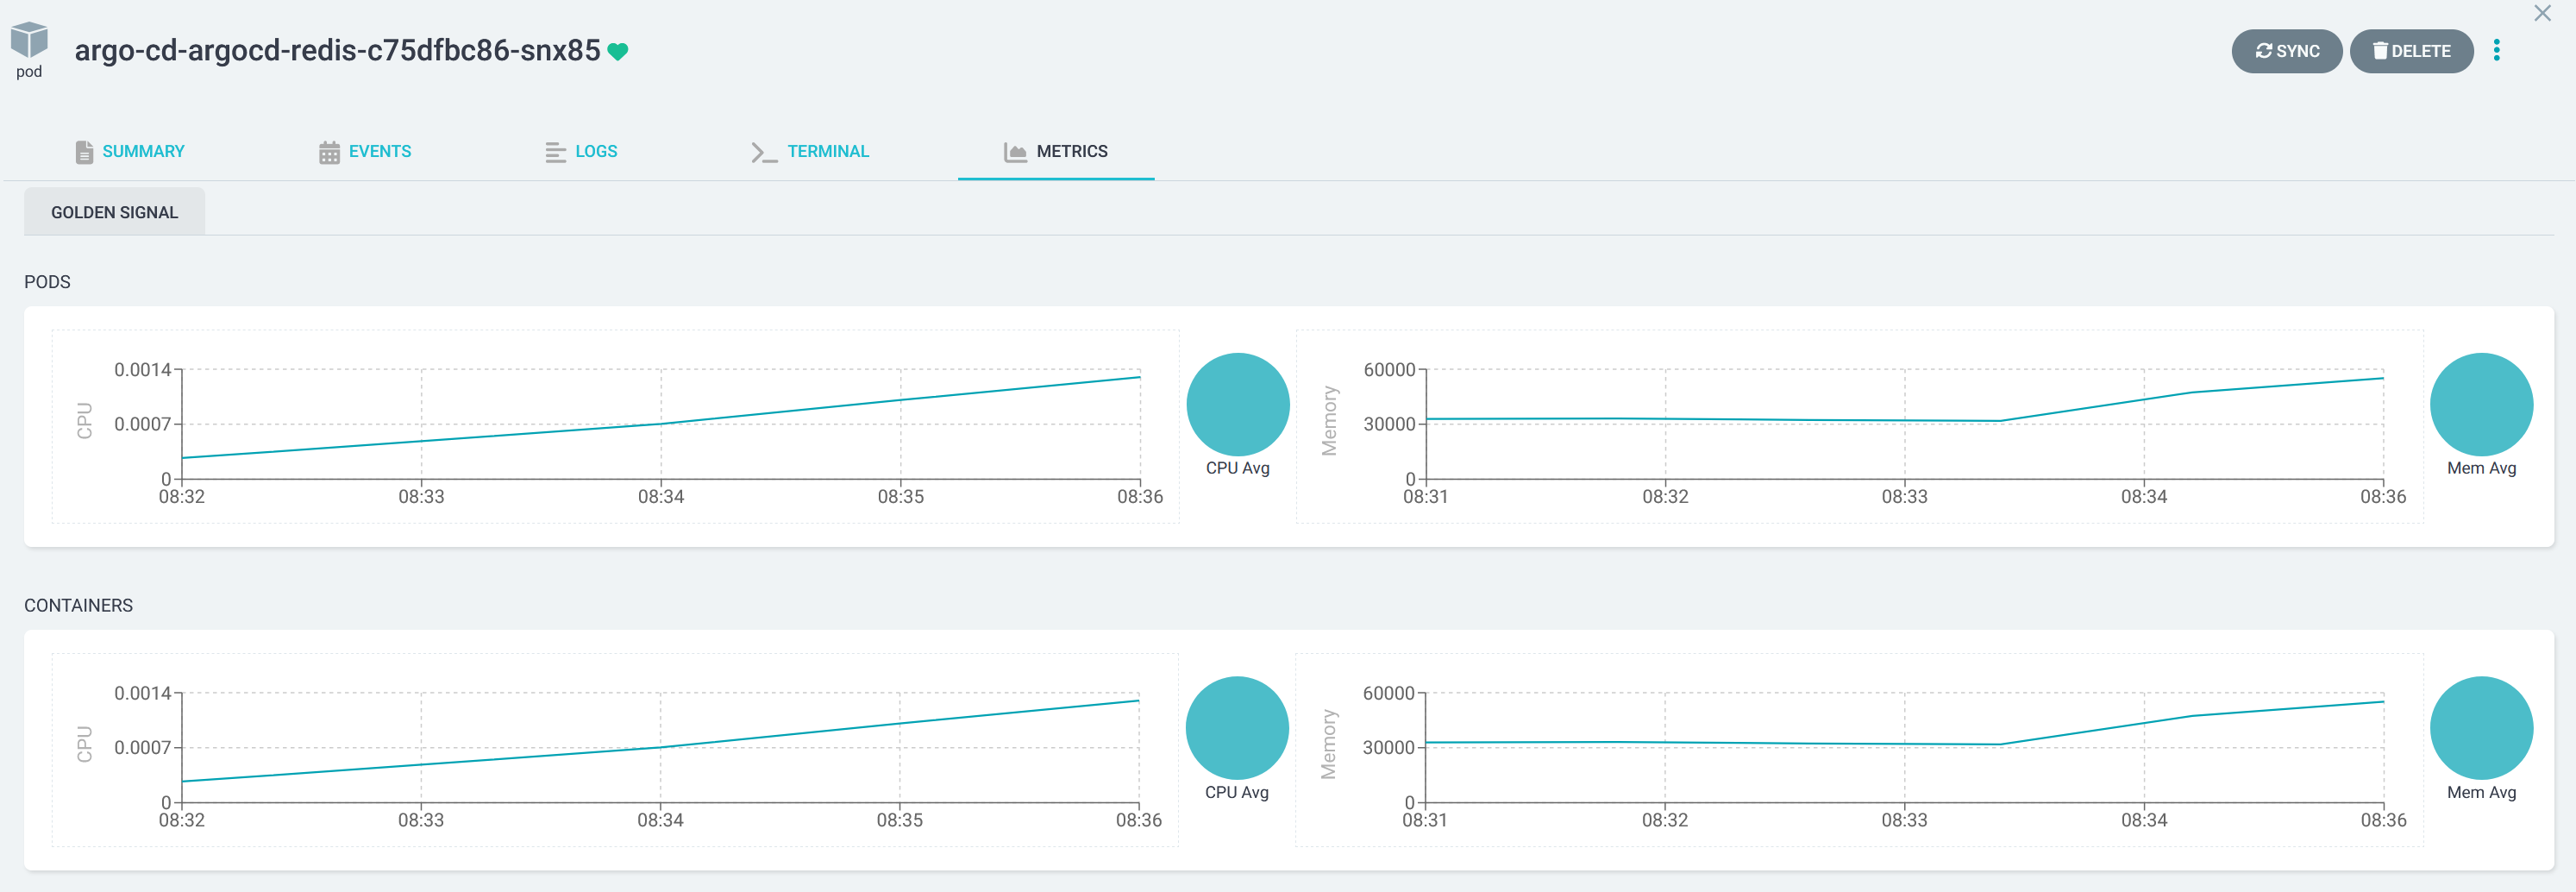 pod
argo-cd-argocd-redis-c75dfbc86-snx85
SYNC
DELETE
SUMMARY
EVENTS
LOGS
TERMINAL
METRICS
GOLDEN SIGNAL
PODS
CPU
0.0014
0.0007
0
08:32
08:33
08:34
08:35
08:36
CPU Avg
Memory
60000
30000
0
08:31
08:32
08:33
08:34
08:36
Mem Avg
CONTAINERS
CPU
0.0014
0.0007
0
08:32
08:33
08:34
08:35
08:36
CPU Avg
Memory
60000
30000
0
08:31
08:32
08:33
08:34
08:36
Mem Avg